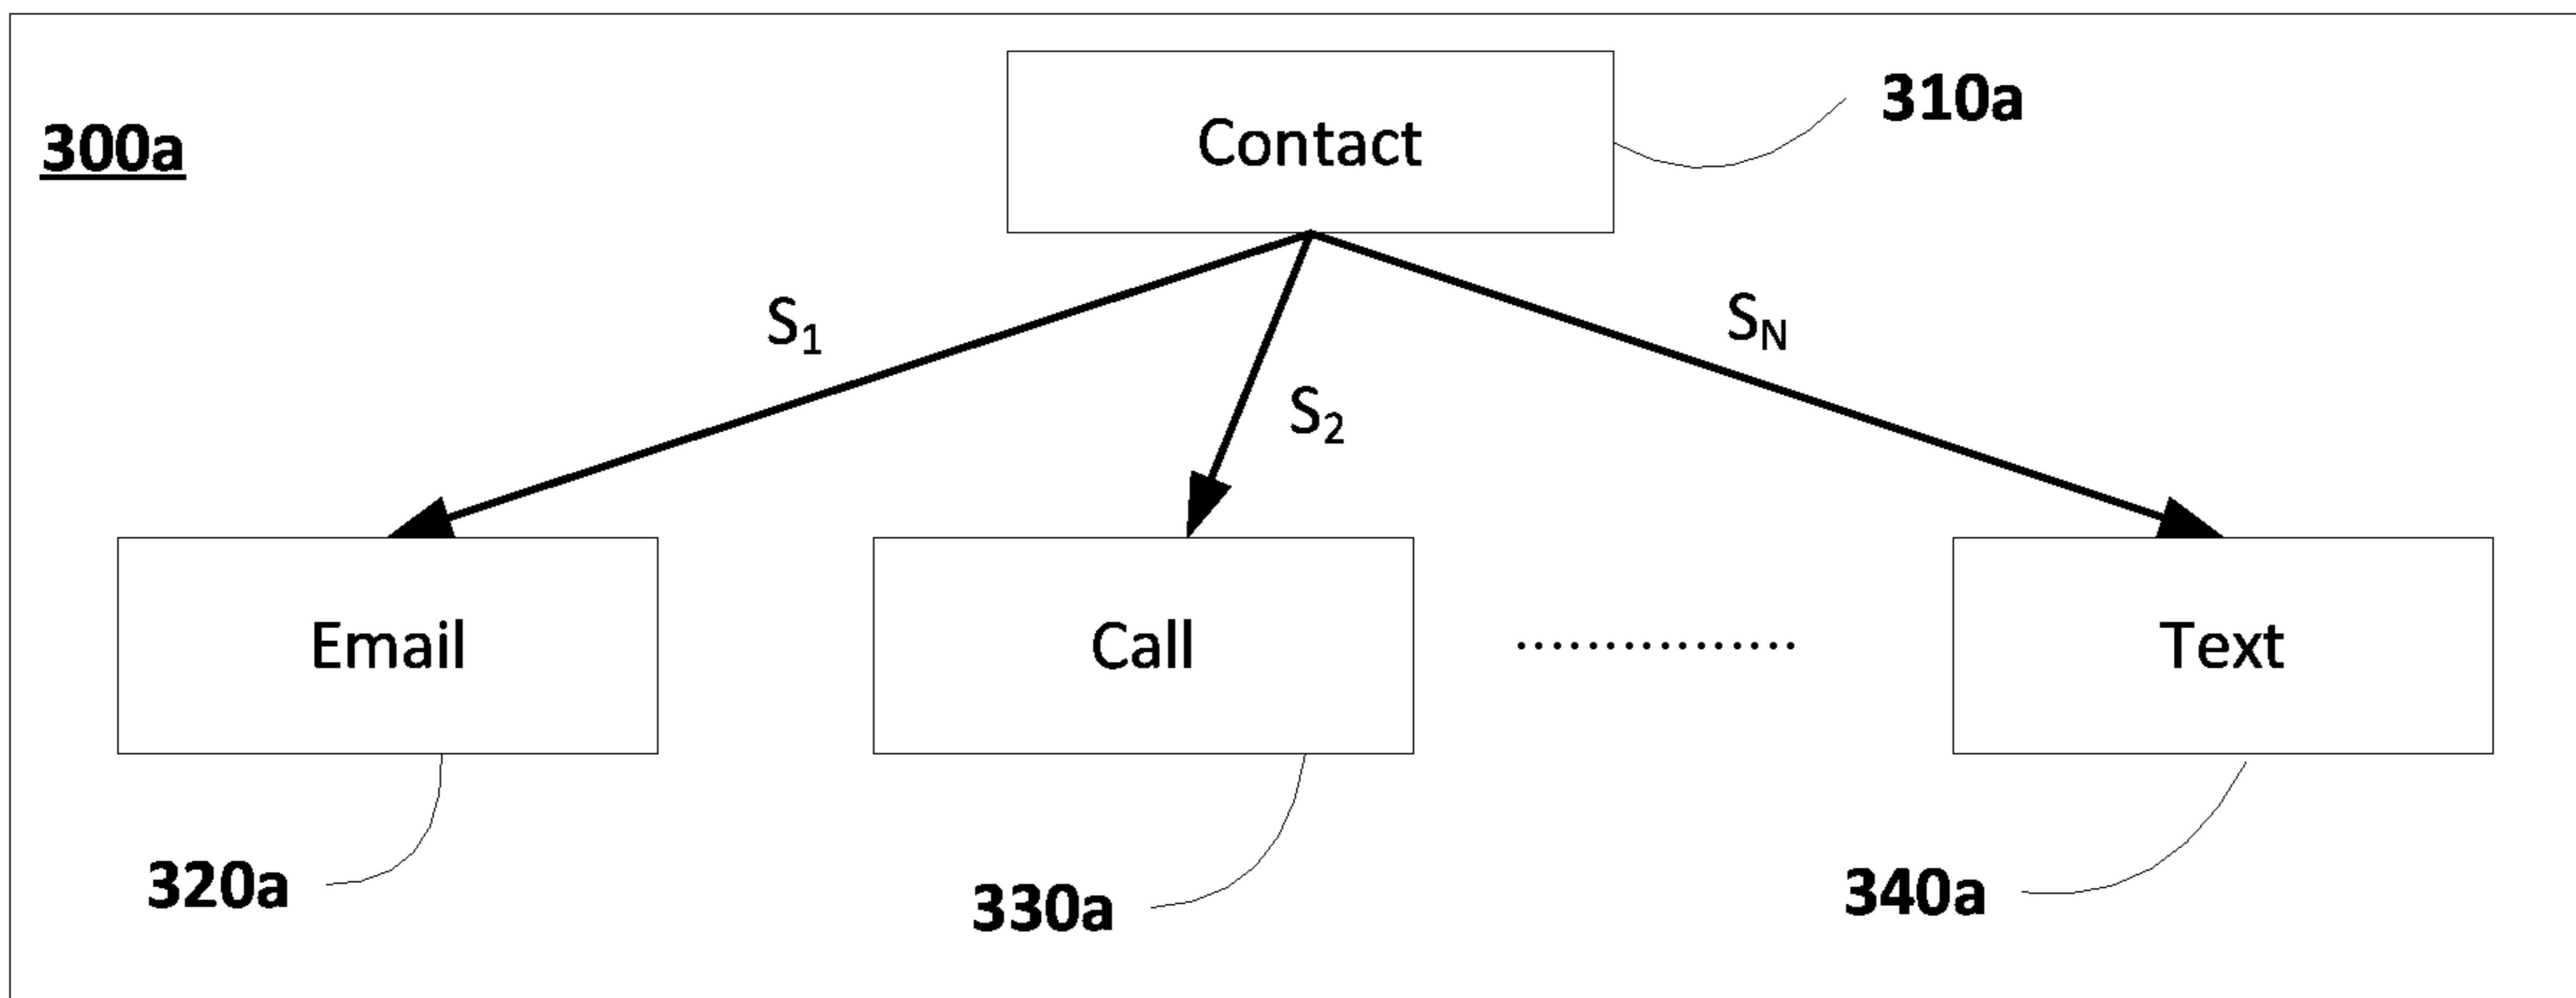 300a
Contact
310a
S1
S2
SN
Email
Call
...............
Text
320a
330a
340a